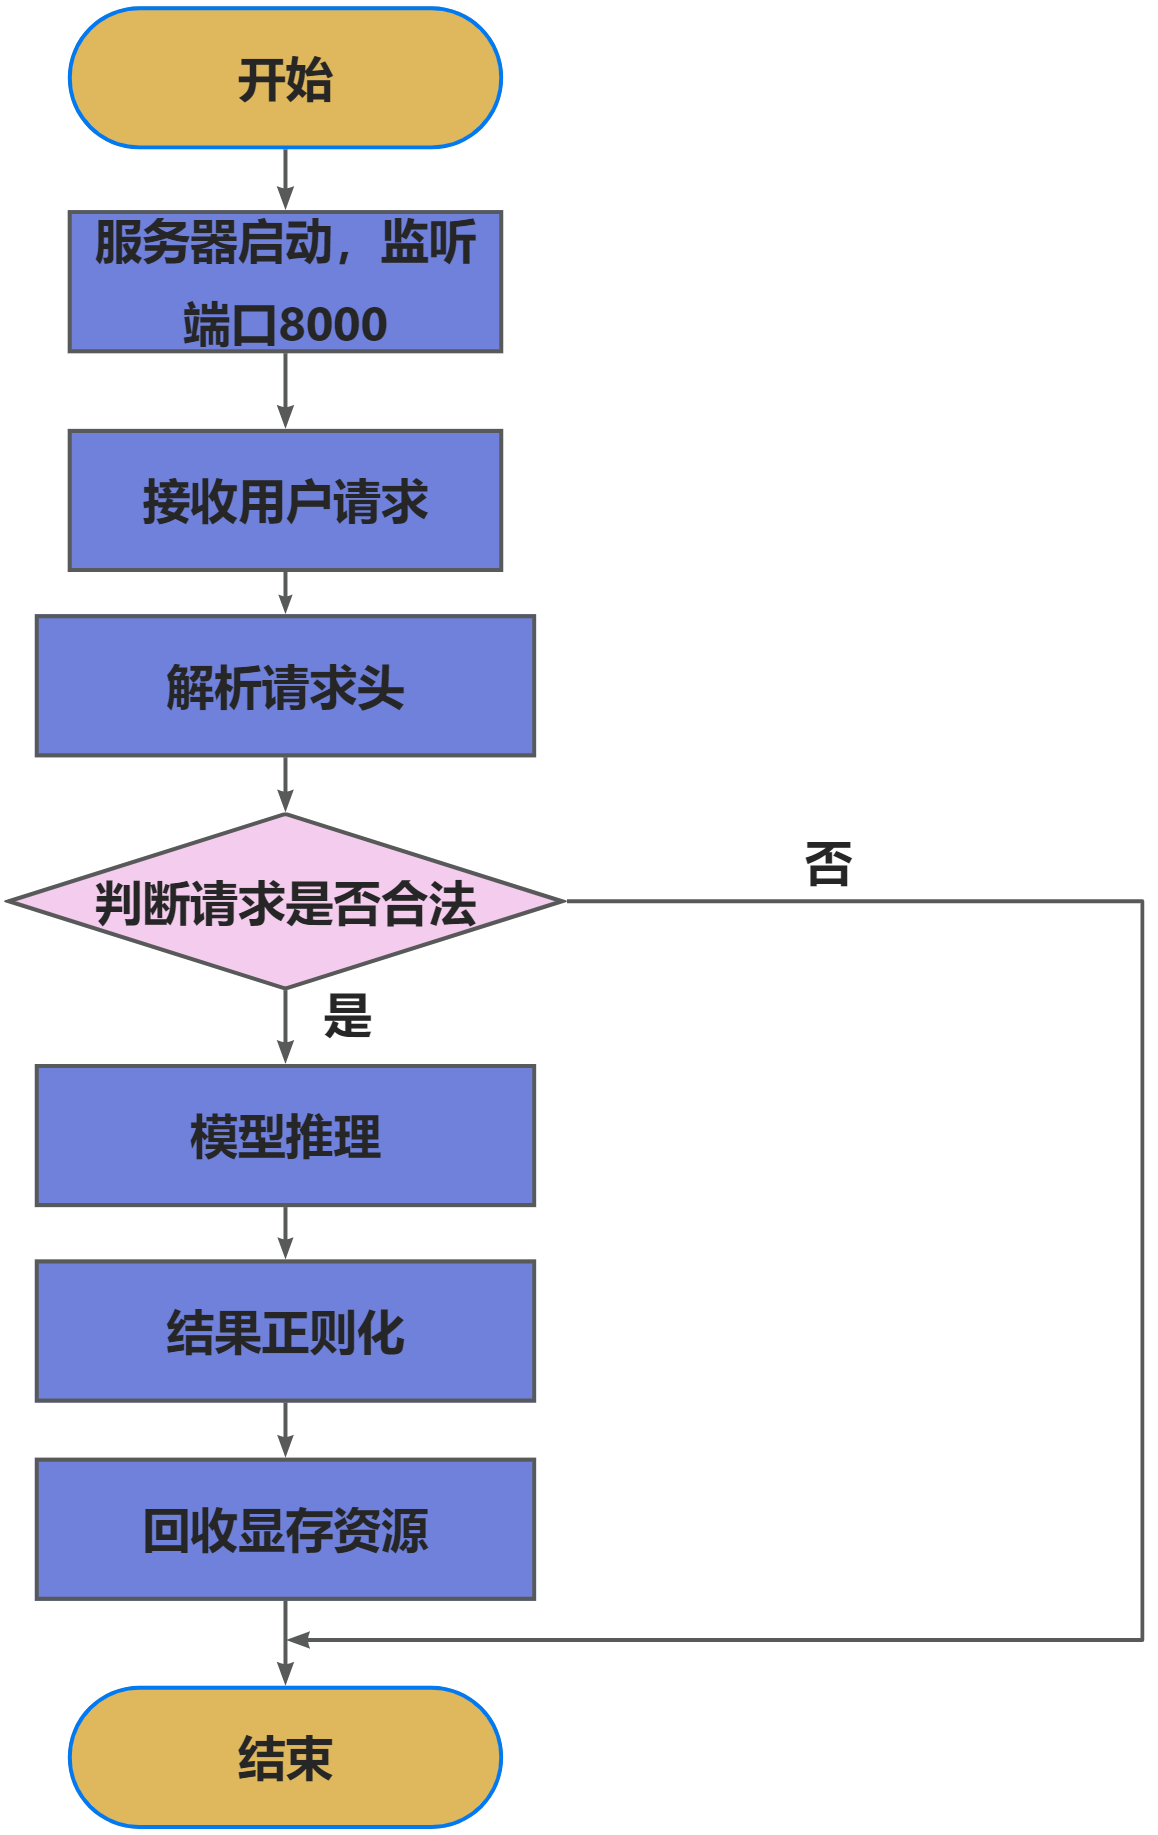 开始
服务器启动，监听
端口8000
接收用户请求
解析请求头
判断请求是否合法
否
是
模型推理
结果正则化
回收显存资源
结束